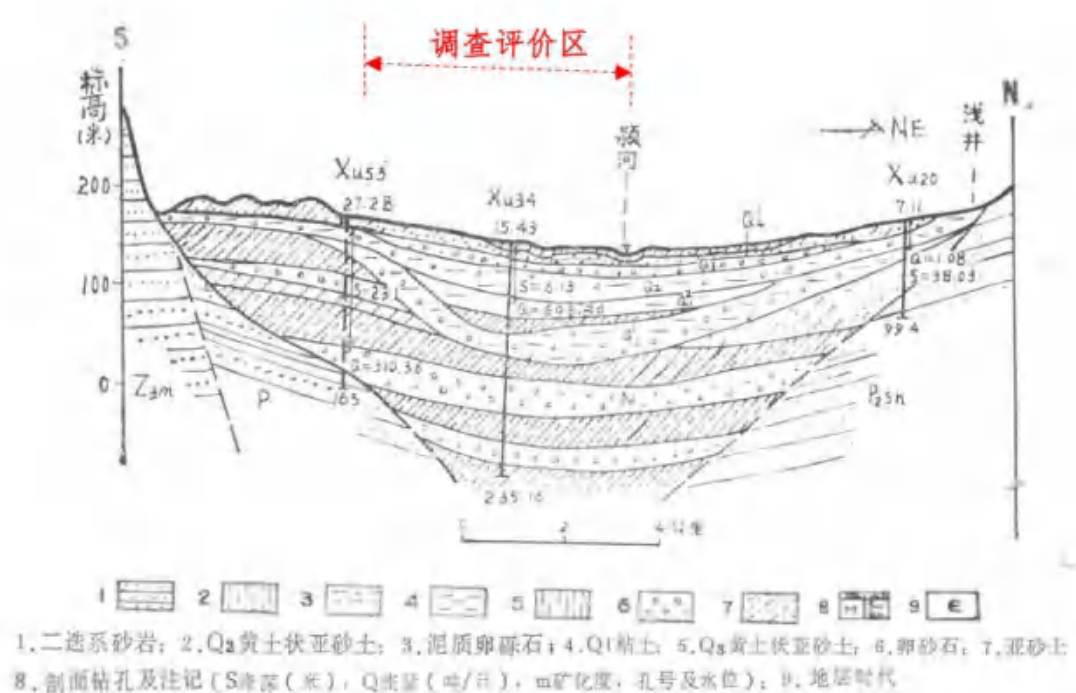 调查评价区
S
标高
(米)
N
浅井
NE
颍河
Xu53
27.28
Xu34
15.43
Xu20
7.11
200
100
0
S=38.03
99.4
Z3m
P
165
N
P2Sh
235.10
2
1 2 3 4 5 6 7 8 9 Є
1.二迭系砂岩; 2.Q2黄土状亚砂土; 3.泥质卵砾石; 4.Q1粘土; 5.Q3黄土状亚砂土; 6.卵砂石; 7.亚砂土
8.剖面钻孔及注记(S降深(米), Q涌量(吨/日), m矿化度, 孔号及水位); 9.地层时代